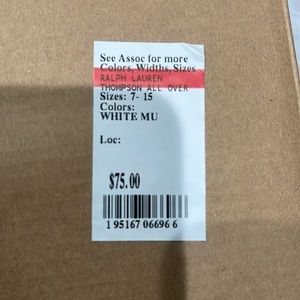 See Assoc for more
Colors, Widths, Sizes
RALPH LAUREN
THOMPSON ALL OVER
Sizes: 7- 15
Colors:
WHITE MU
Loc:
$75.00
1 95167 06696 6